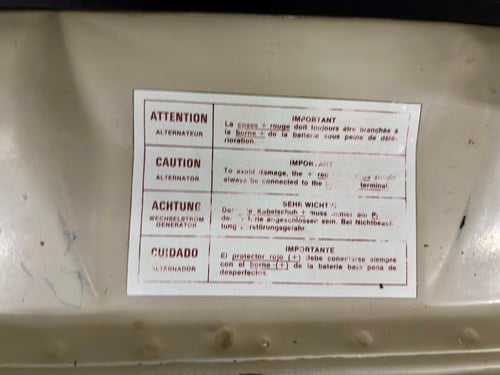 ATTENTION
ALTERNATEUR
IMPORTANT
La cosse + rouge doit toujours être branchée à
la borne + de la batterie sous peine de dété-
rioration.
CAUTION
ALTERNATOR
IMPORTANT
To avoid damage, the + red
always be connected to the terminal.
ACHTUNG
WECHSELSTROM
GENERATOR
SEHR WICHTIG
Der Kabelschuh + muss immer am
angeschlossen sein. Bei Nichtbeach-
tung Zerstörungsgefahr.
CUIDADO
ALTERNADOR
IMPORTANTE
El protector rojo (+) debe conectarse siempre
con el borne (+) de la bateria bajo pena de
desperfectos.